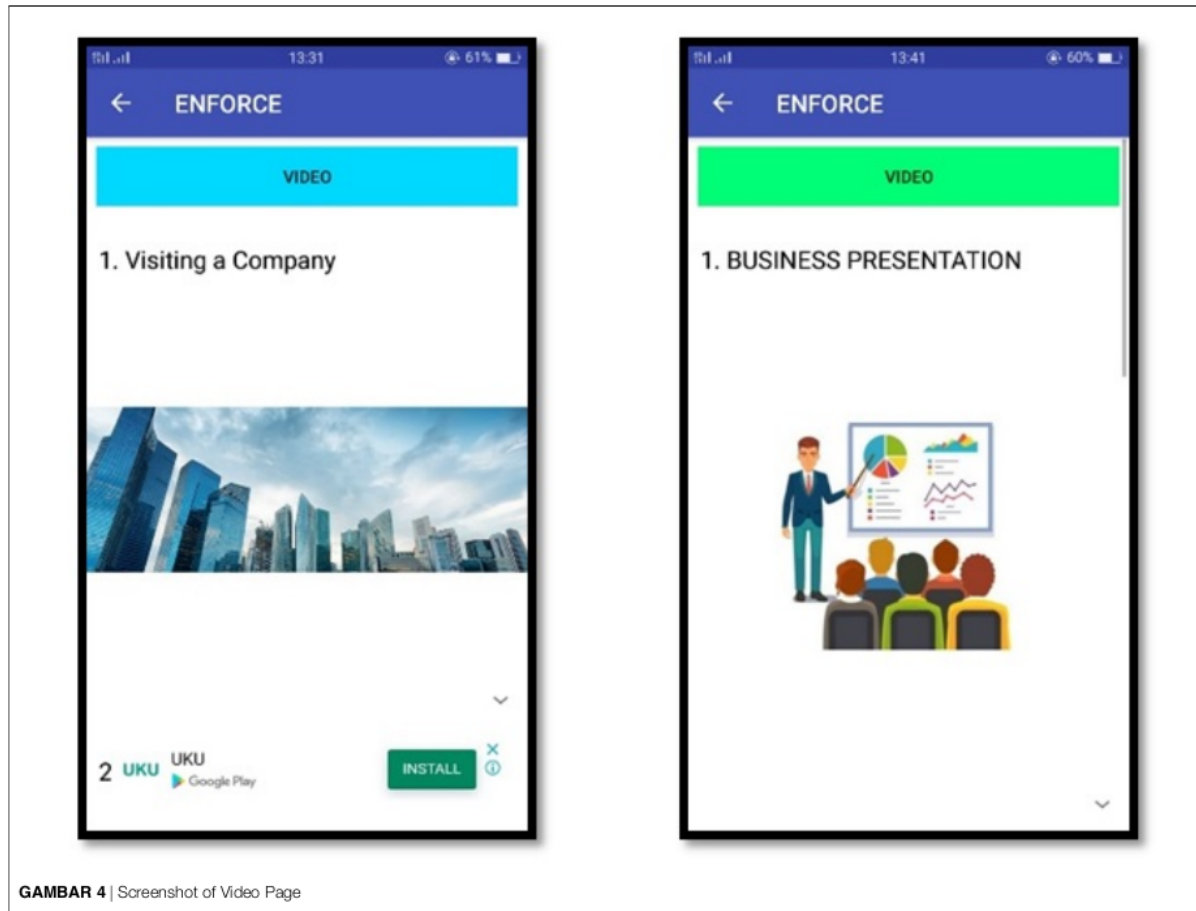 13:31
61%
ENFORCE
VIDEO
1. Visiting a Company
2 UKU
UKU
Google Play
INSTALL
13:41
60%
ENFORCE
VIDEO
1. BUSINESS PRESENTATION
GAMBAR 4 | Screenshot of Video Page